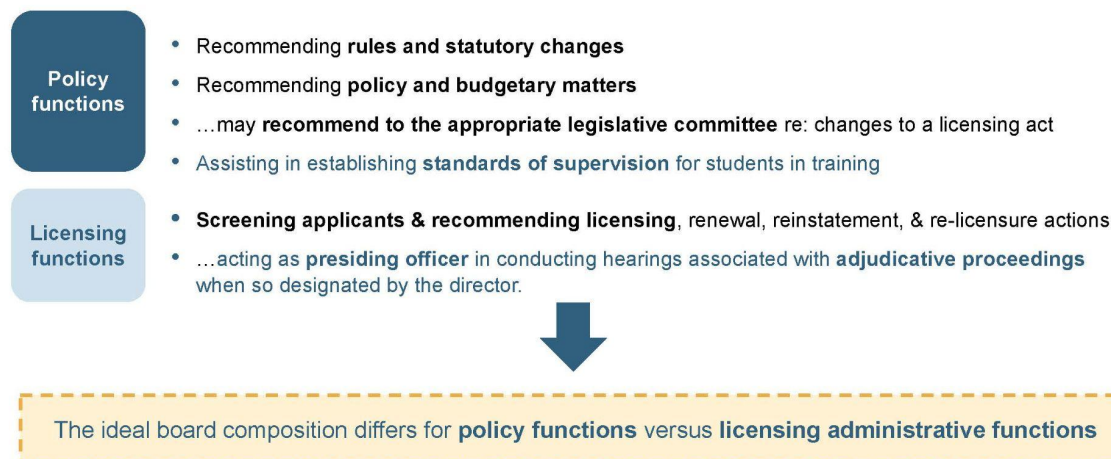 Policy
functions
• Recommending rules and statutory changes
• Recommending policy and budgetary matters
• …may recommend to the appropriate legislative committee re: changes to a licensing act
• Assisting in establishing standards of supervision for students in training
Licensing
functions
• Screening applicants & recommending licensing, renewal, reinstatement, & re-licensure actions
• …acting as presiding officer in conducting hearings associated with adjudicative proceedings
when so designated by the director.
The ideal board composition differs for policy functions versus licensing administrative functions